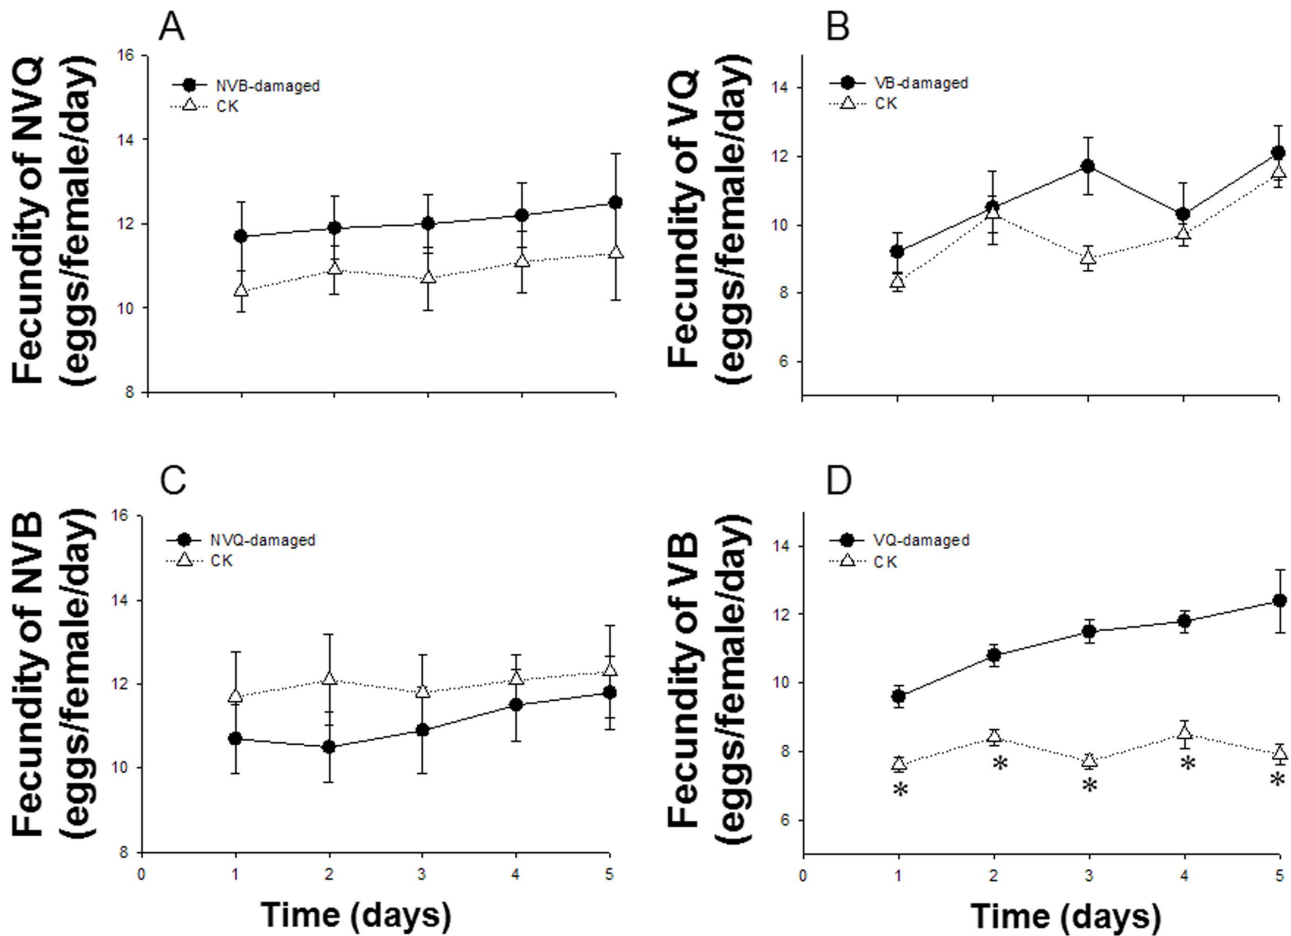 A
Fecundity of NVQ
(eggs/female/day)
16
14
12
10
8
NVB-damaged
CK
B
Fecundity of VQ
(eggs/female/day)
14
12
10
8
6
VB-damaged
CK
C
Fecundity of NVB
(eggs/female/day)
16
14
12
10
8
NVQ-damaged
CK
0 1 2 3 4 5
Time (days)
D
Fecundity of VB
(eggs/female/day)
14
12
10
8
6
VQ-damaged
CK
* * * * *
0 1 2 3 4 5
Time (days)